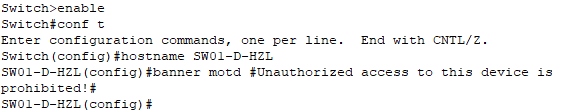 Switch>enable
Switch#conf t
Enter configuration commands, one per line.  End with CNTL/Z.
Switch(config)#hostname SW01-D-HZL
SW01-D-HZL(config)#banner motd #Unauthorized access to this device is
prohibited!#
SW01-D-HZL(config)#